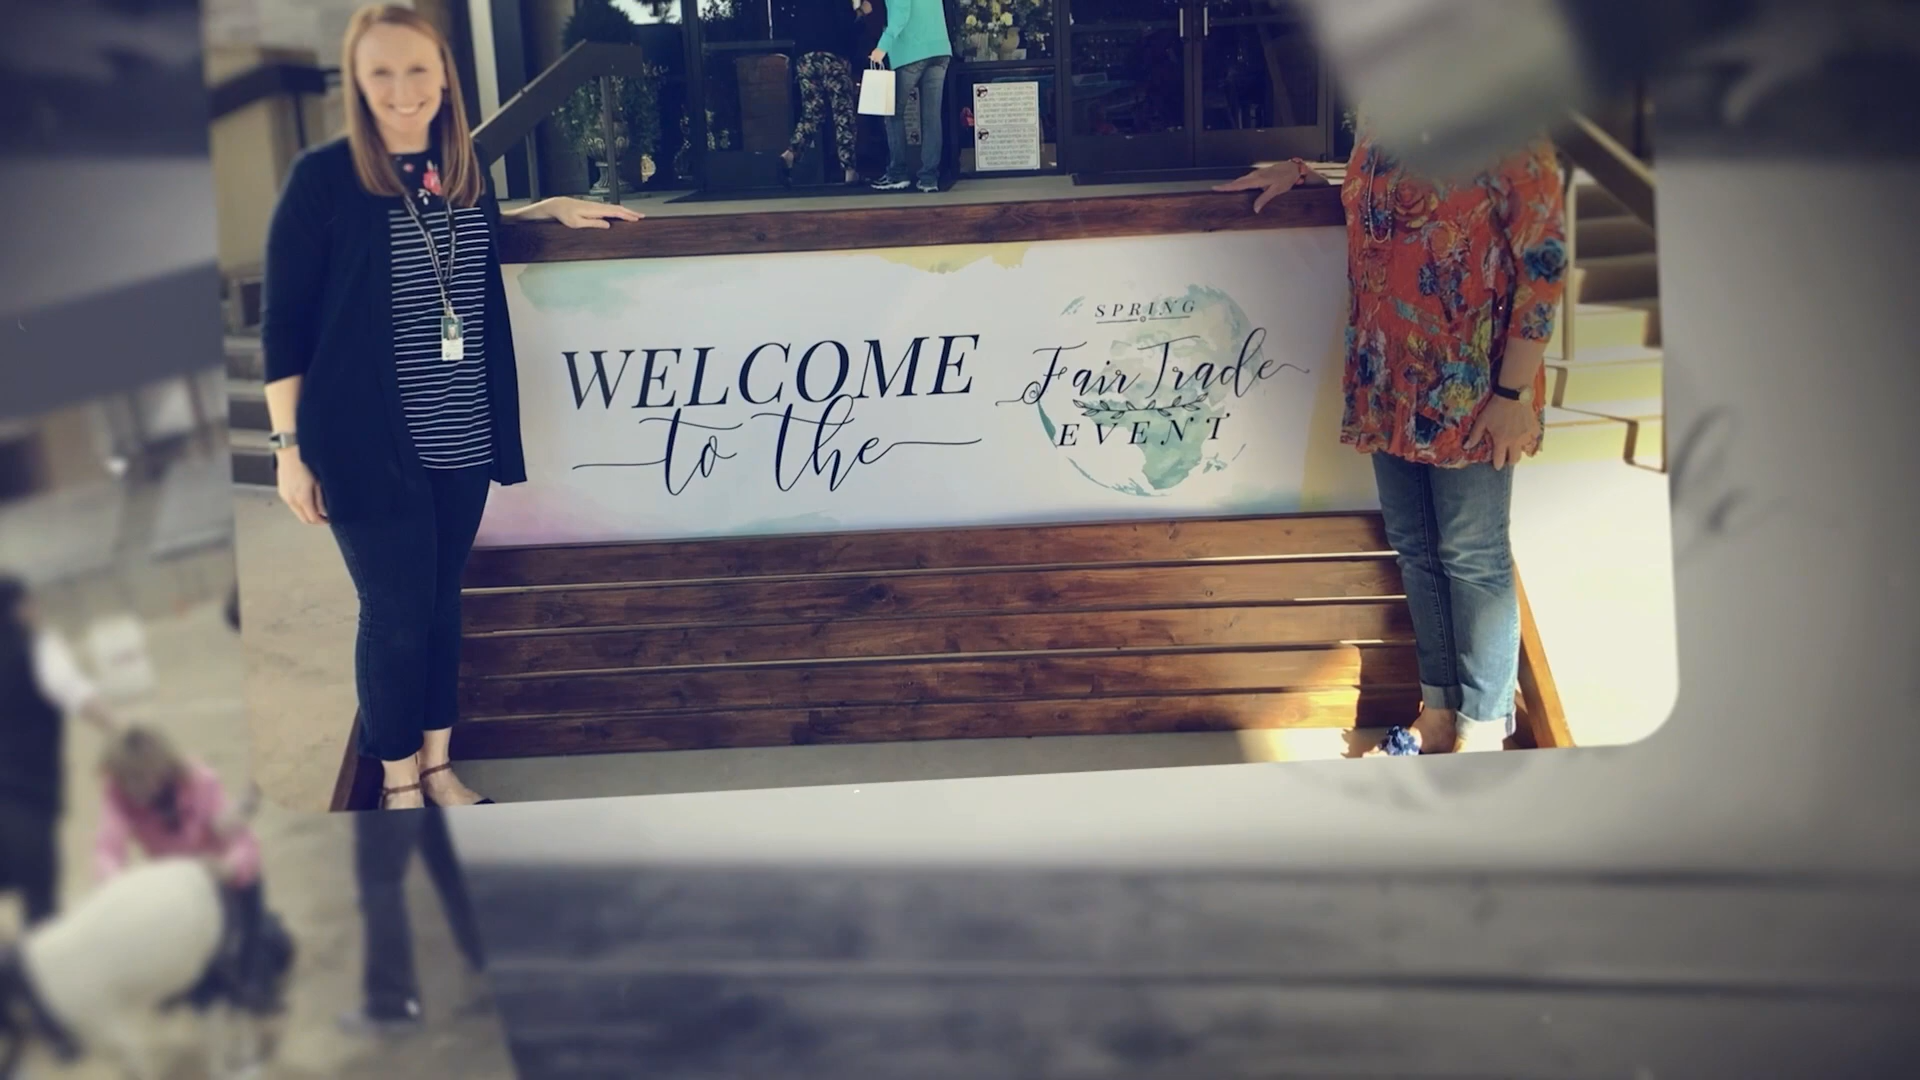 WELCOME
to the
SPRING
Fair Trade
EVENT